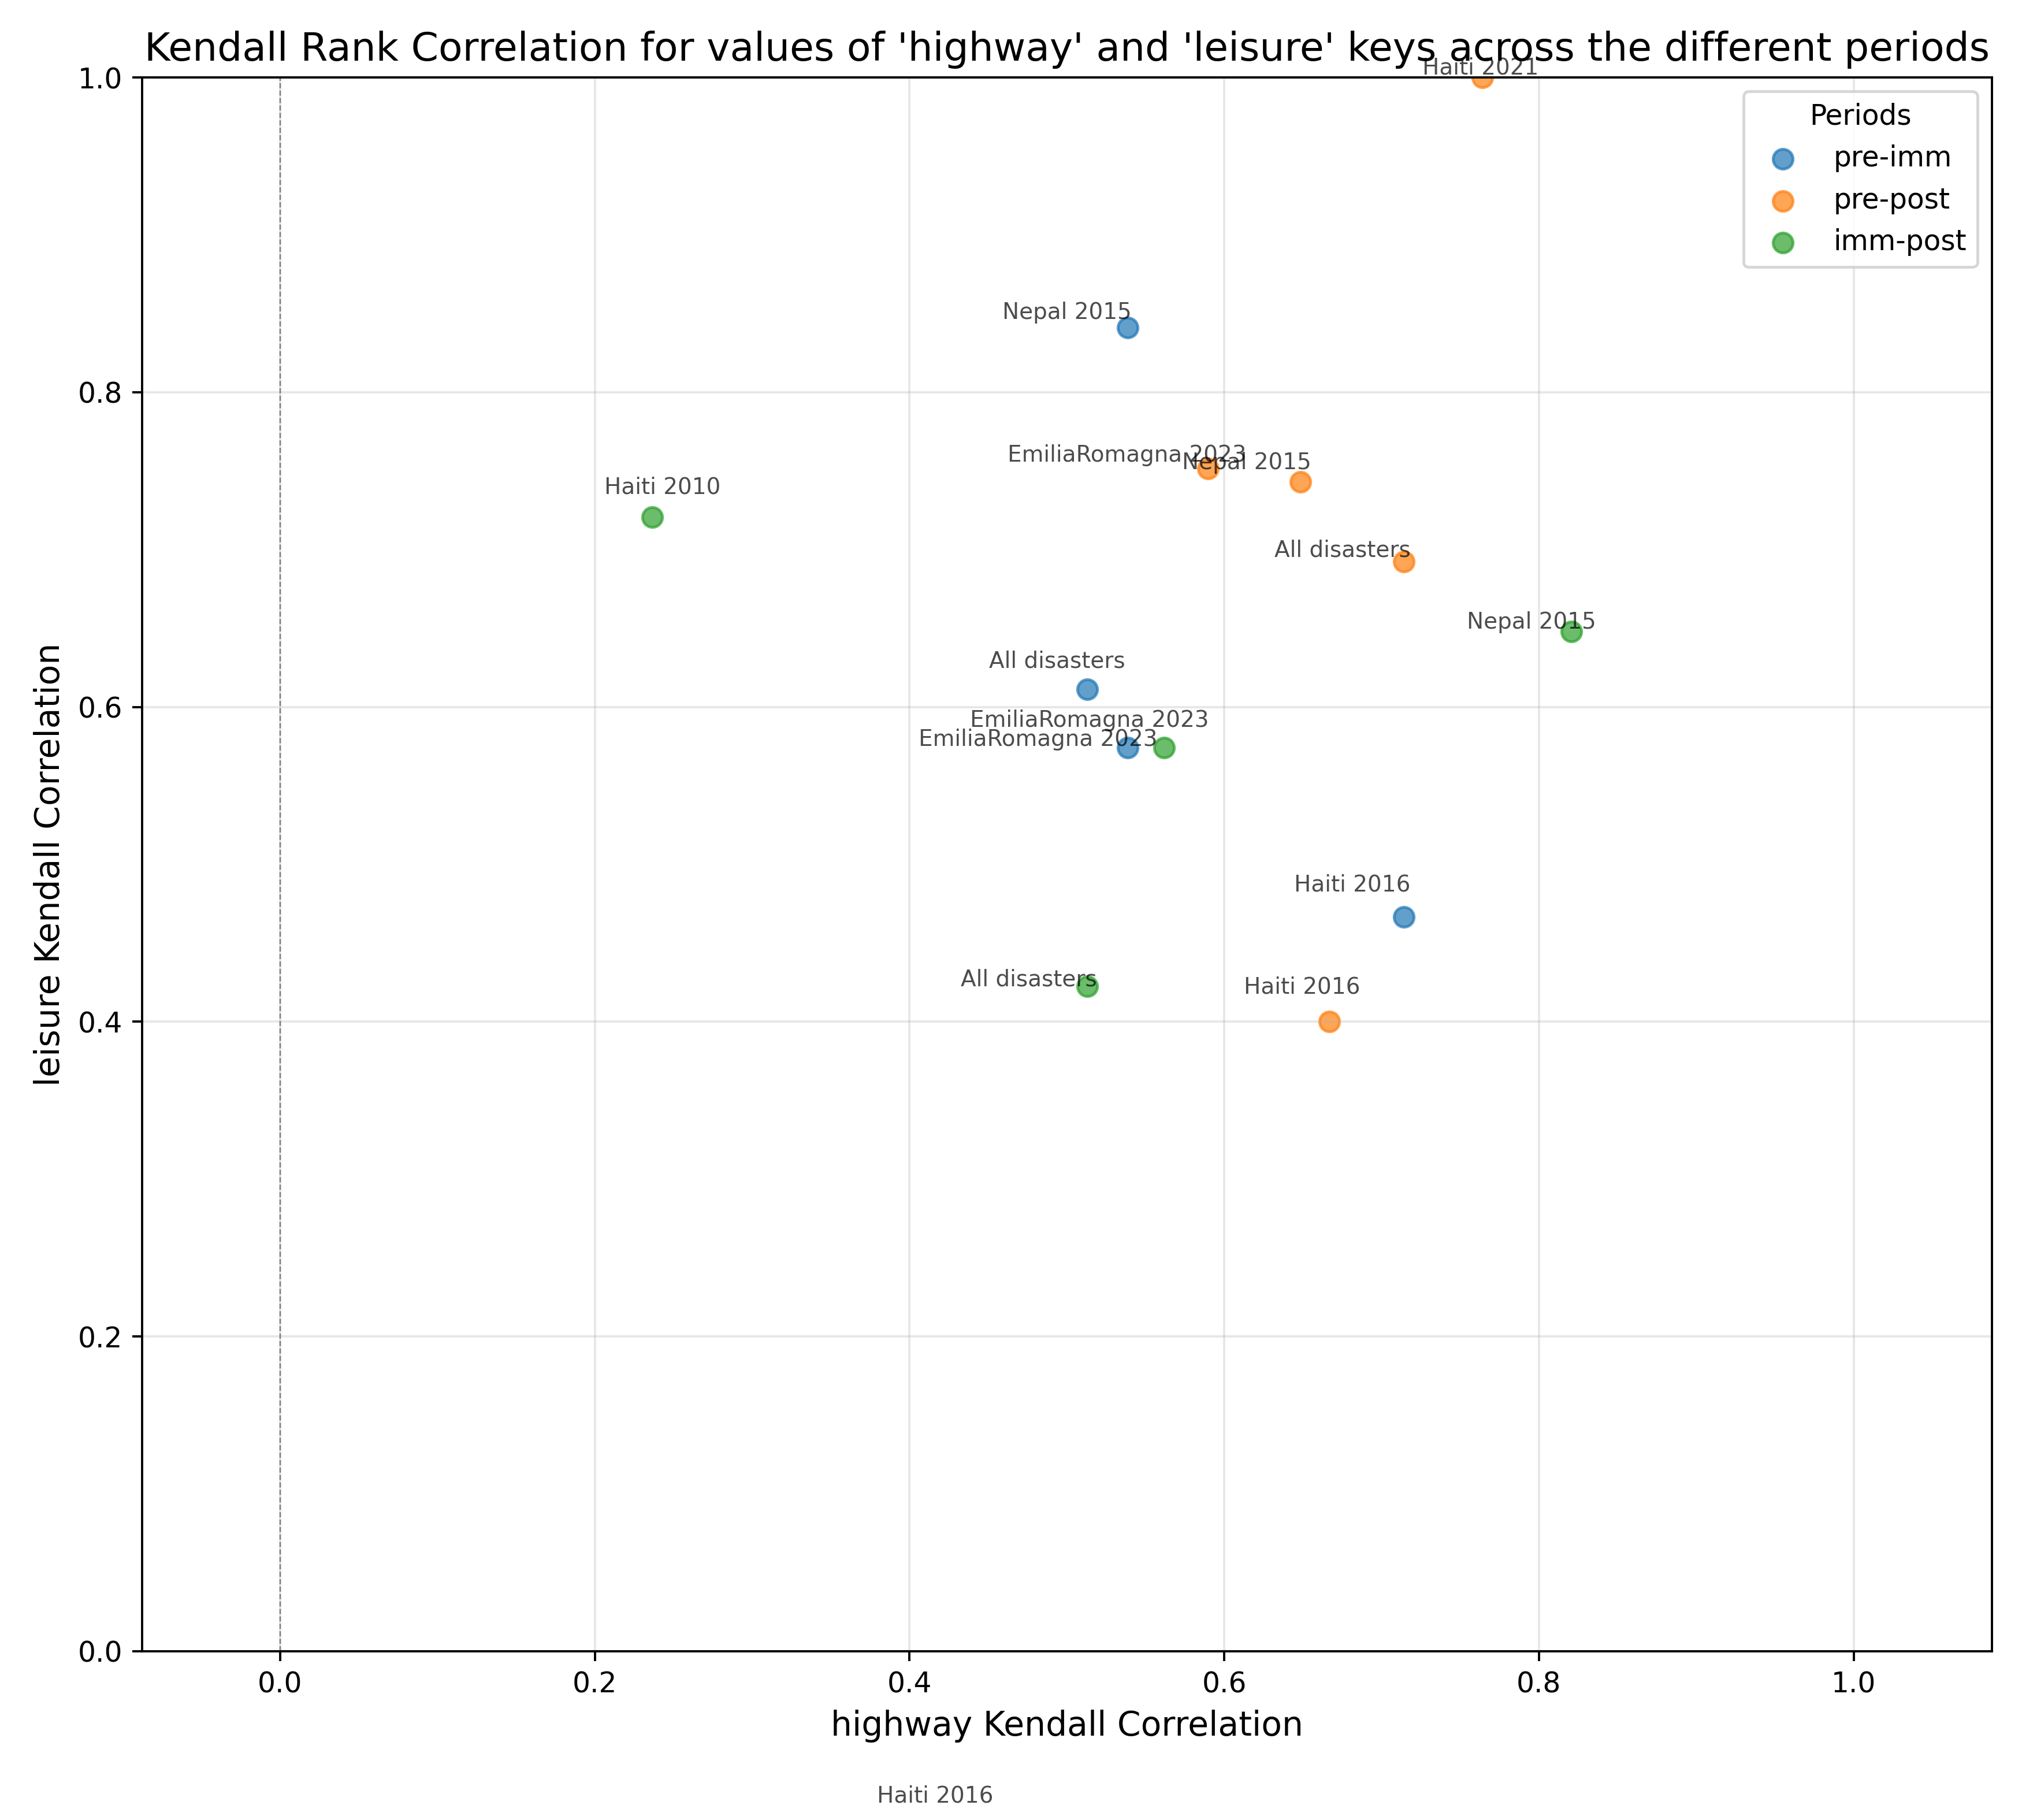 Kendall Rank Correlation for values of 'highway' and 'leisure' keys across the different periods
Haiti 2021
1.0
Periods
pre-imm
pre-post
imm-post
Nepal 2015
0.8
EmiliaRomagna 2023
Nepal 2015
Haiti 2010
All disasters
Nepal 2015
All disasters
0.6
EmiliaRomagna 2023
EmiliaRomagna 2023
leisure Kendall Correlation
Haiti 2016
All disasters
Haiti 2016
0.4
0.2
0.0
0.0 0.2 0.4 0.6 0.8 1.0
highway Kendall Correlation
Haiti 2016